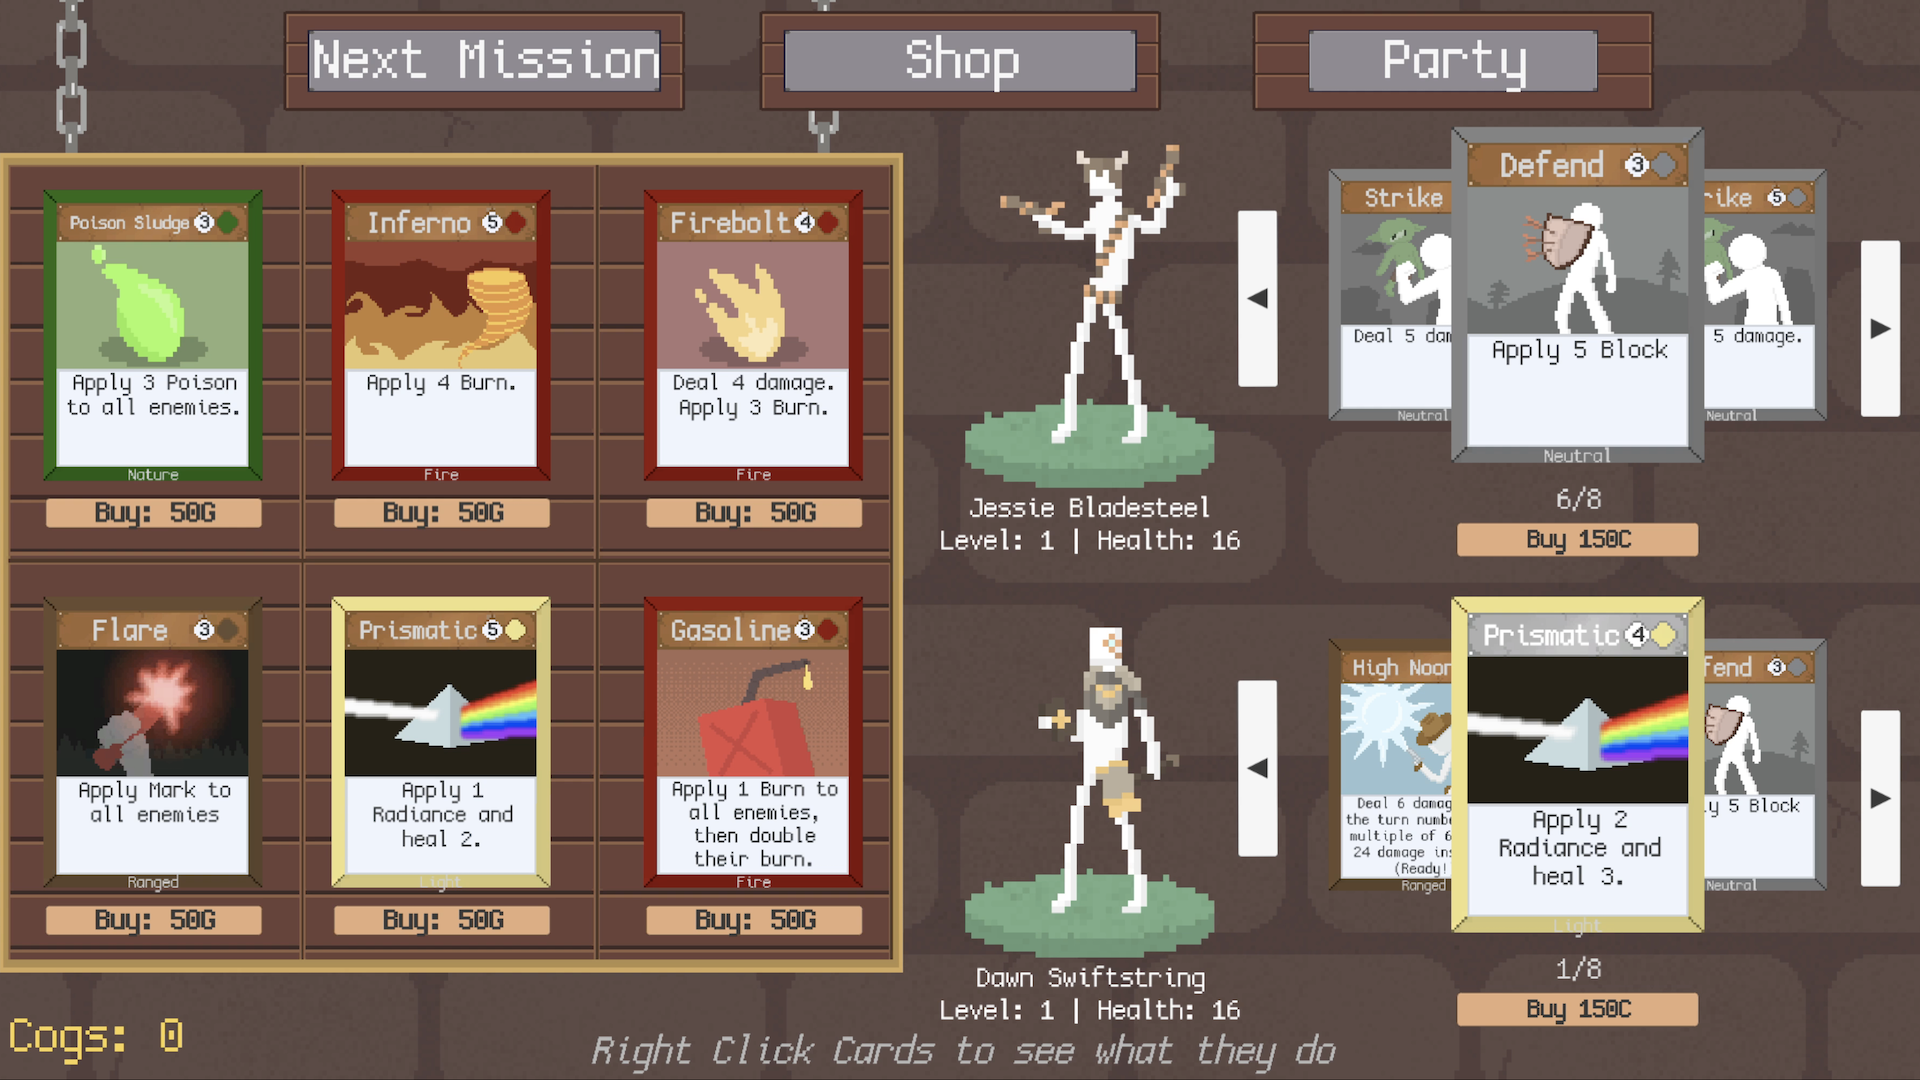 Next Mission
Shop
Party
Poison Sludge 3
Apply 3 Poison
to all enemies.
Nature
Buy: 50G
Inferno 5
Apply 4 Burn.
Fire
Buy: 50G
Firebolt 4
Deal 4 damage.
Apply 3 Burn.
Fire
Buy: 50G
Flare 3
Apply Mark to
all enemies
Ranged
Buy: 50G
Prismatic 5
Apply 1
Radiance and
heal 2.
Light
Buy: 50G
Gasoline 3
Apply 1 Burn to
all enemies,
then double
their burn.
Fire
Buy: 50G
Jessie Bladesteel
Level: 1 | Health: 16
Strike
Deal 5 dam
Neutral
Defend 3
Apply 5 Block
Neutral
rike 5
5 damage.
Neutral
6/8
Buy 150C
Dawn Swiftstring
Level: 1 | Health: 16
High Noon
Deal 6 damag
the turn numb
multiple of 6
24 damage ins
(Ready!
Ranged
Prismatic 4
Apply 2
Radiance and
heal 3.
Light
fend 3
ly 5 Block
Neutral
1/8
Buy 150C
Cogs: 0
Right Click Cards to see what they do